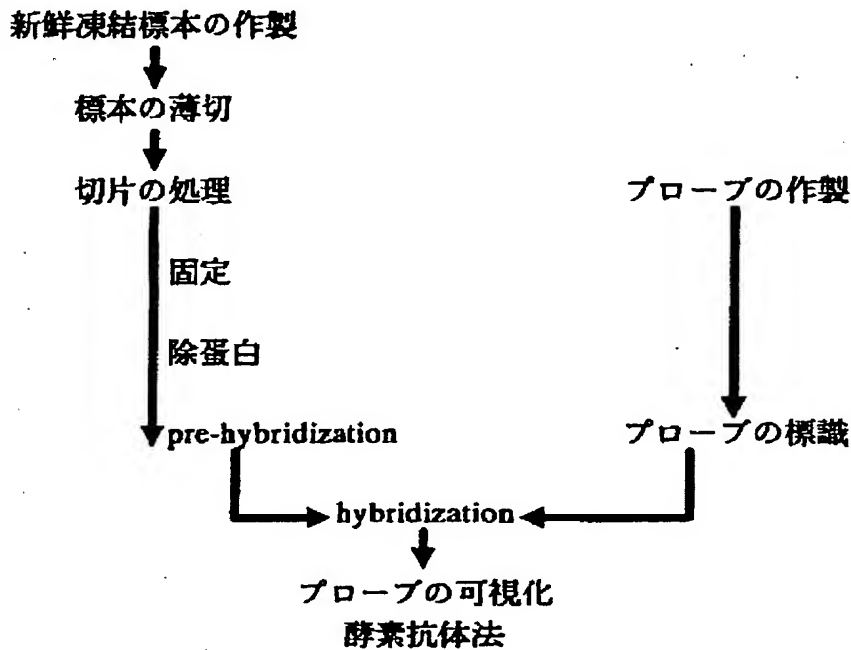 新鮮凍結標本の作製
標本の薄切
切片の処理
固定
除蛋白
pre-hybridization
プローブの作製
プローブの標識
hybridization
プローブの可視化
酵素抗体法